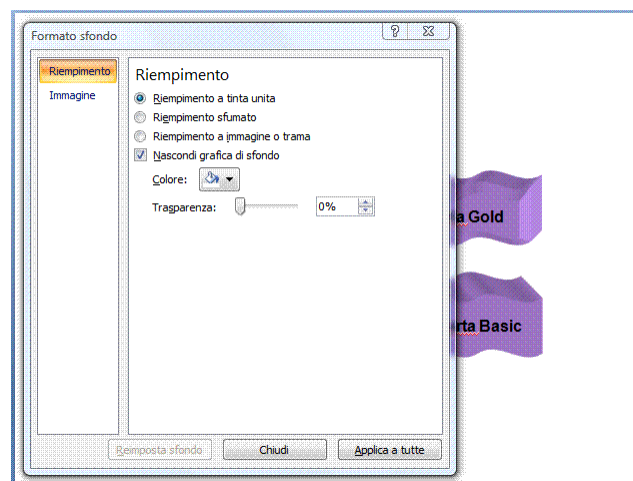 Formato sfondo
Riempimento
Immagine
Riempimento
Riempimento a tinta unita
Riempimento sfumato
Riempimento a immagine o trama
Nascondi grafica di sfondo
Colore:
Trasparenza: 0%
a Gold
rta Basic
Reimposta sfondo Chiudi Applica a tutte